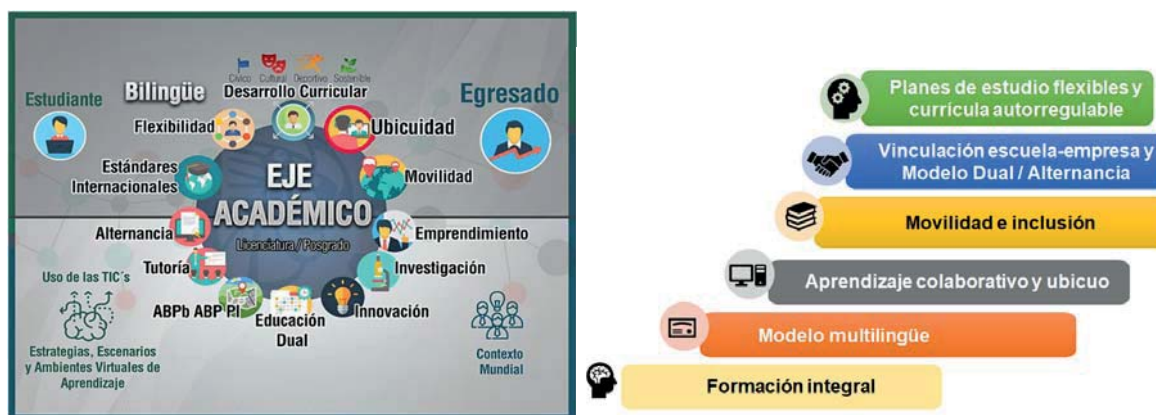 Cívico Cultural Deportivo Sostenible
Desarrollo Curricular
Estudiante
Bilingüe
Egresado
Flexibilidad
Ubicuidad
Estándares
Internacionales
Movilidad
EJE
ACADÉMICO
Licenciatura / Posgrado
Alternancia
Emprendimiento
Tutoría
Investigación
ABPb ABP PI
Educación
Dual
Innovación
Uso de las TIC´s
Estrategias, Escenarios
y Ambientes Virtuales de
Aprendizaje
Contexto
Mundial
Planes de estudio flexibles y
currícula autorregulable
Vinculación escuela-empresa y
Modelo Dual / Alternancia
Movilidad e inclusión
Aprendizaje colaborativo y ubicuo
Modelo multilingüe
Formación integral